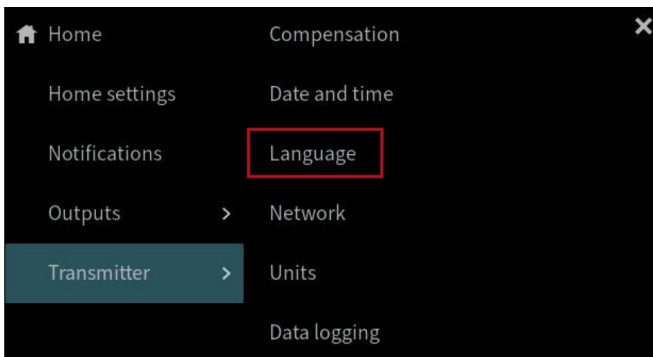 Home
Home settings
Notifications
Outputs
Transmitter
Compensation
Date and time
Language
Network
Units
Data logging